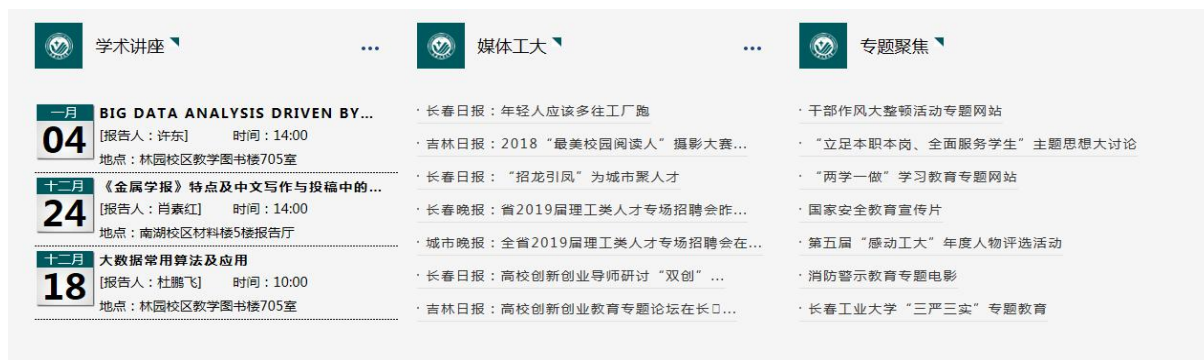 学术讲座
一月
04
BIG DATA ANALYSIS DRIVEN BY...
[报告人：许东] 时间：14:00
地点：林园校区教学图书楼705室
十二月
24
《金属学报》特点及中文写作与投稿中的...
[报告人：肖素红] 时间：14:00
地点：南湖校区材料楼5楼报告厅
十二月
18
大数据常用算法及应用
[报告人：杜鹏飞] 时间：10:00
地点：林园校区教学图书楼705室
媒体工大
· 长春日报：年轻人应该多往工厂跑
· 吉林日报：2018“最美校园阅读人”摄影大赛...
· 长春日报：“招龙引凤”为城市聚人才
· 长春晚报：省2019届理工类人才专场招聘会昨...
· 城市晚报：全省2019届理工类人才专场招聘会在...
· 长春日报：高校创新创业导师研讨“双创”...
· 吉林日报：高校创新创业教育专题论坛在长▯...
专题聚焦
· 干部作风大整顿活动专题网站
· “立足本职本岗、全面服务学生”主题思想大讨论
· “两学一做”学习教育专题网站
· 国家安全教育宣传片
· 第五届“感动工大”年度人物评选活动
· 消防警示教育专题电影
· 长春工业大学“三严三实”专题教育